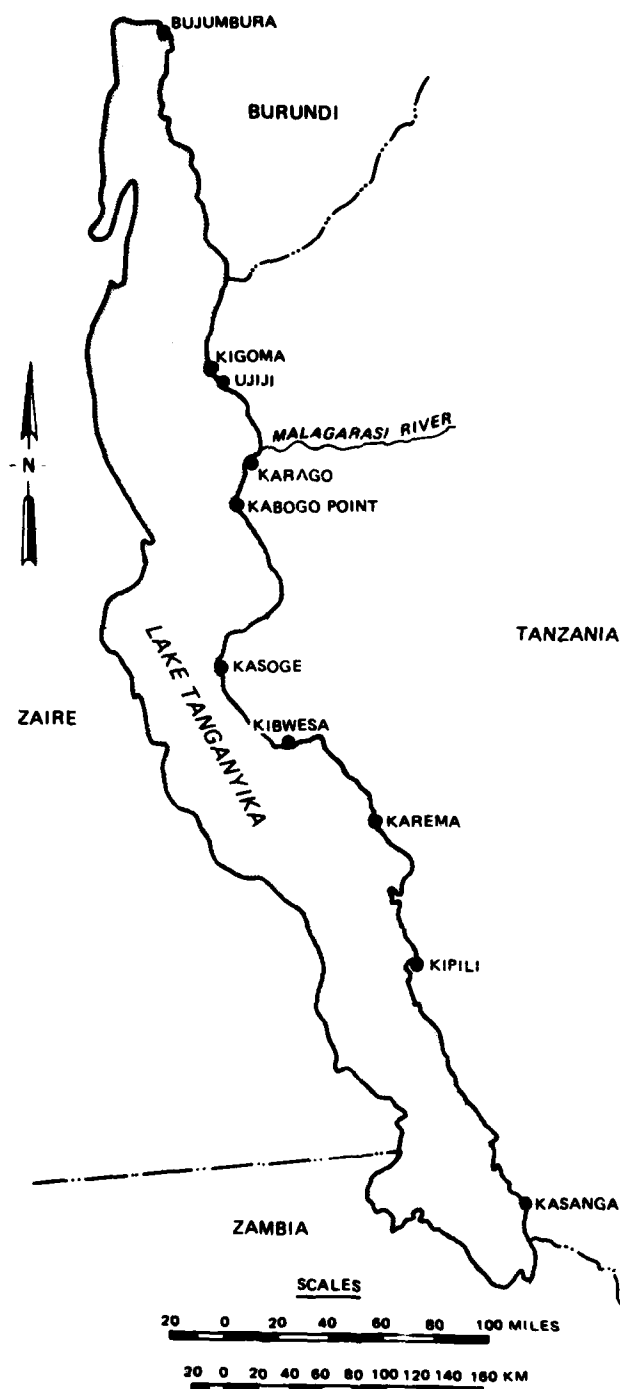 BUJUMBURA
BURUNDI
KIGOMA
UJIJI
MALAGARASI RIVER
N
KARAGO
KABOGO POINT
LAKE TANGANYIKA
TANZANIA
KASOGE
ZAIRE
KIBWESA
KAREMA
KIPILI
KASANGA
ZAMBIA
SCALES
20 0 20 40 60 80 100 MILES
20 0 20 40 60 80 100 120 140 160 KM